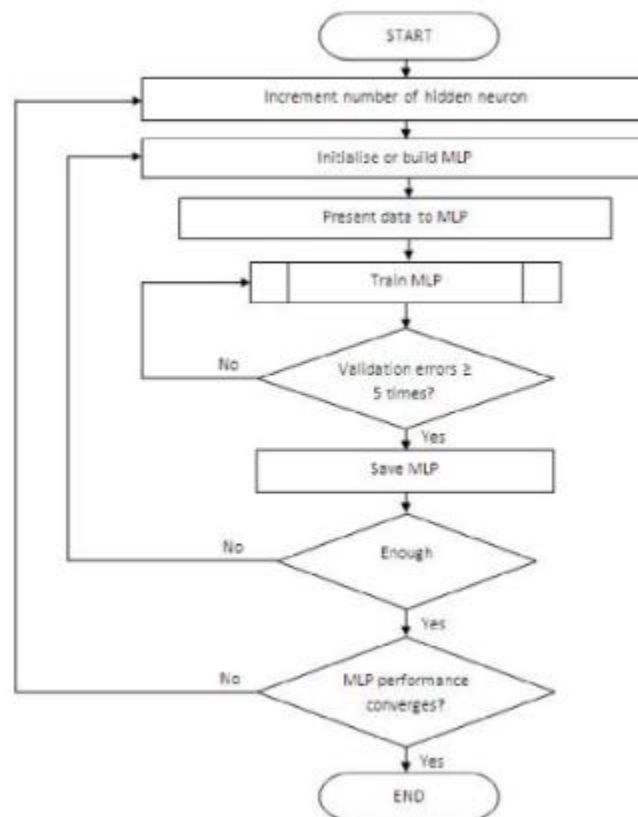 START
Increment number of hidden neuron
Initialise or build MLP
Present data to MLP
Train MLP
No
Validation errors ≥
5 times?
Yes
Save MLP
No
Enough
Yes
No
MLP performance
converges?
Yes
END